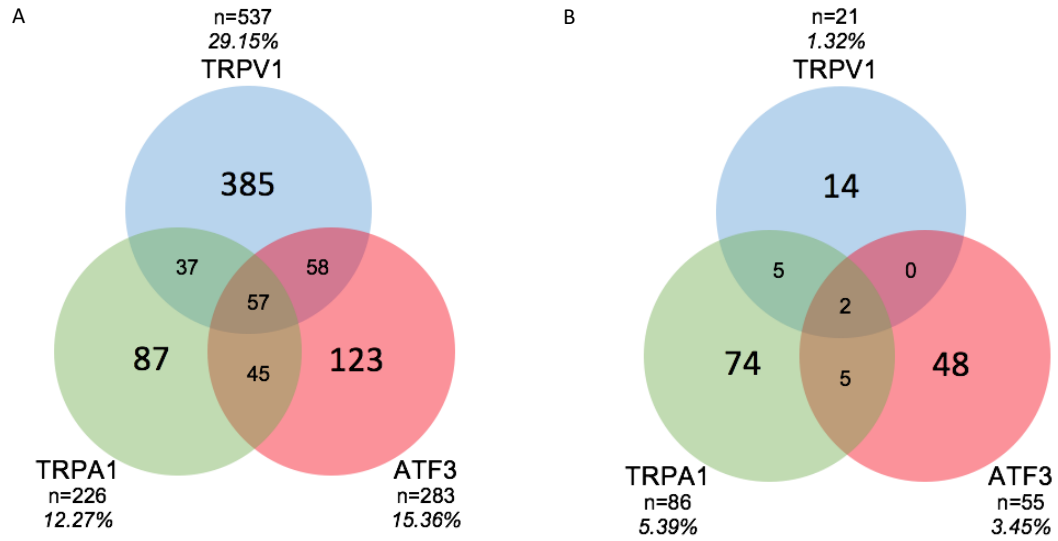 A
n=537
29.15%
TRPV1
385
37
58
57
87
45
123
TRPA1
n=226
12.27%
ATF3
n=283
15.36%
B
n=21
1.32%
TRPV1
14
5
0
2
74
5
48
TRPA1
n=86
5.39%
ATF3
n=55
3.45%